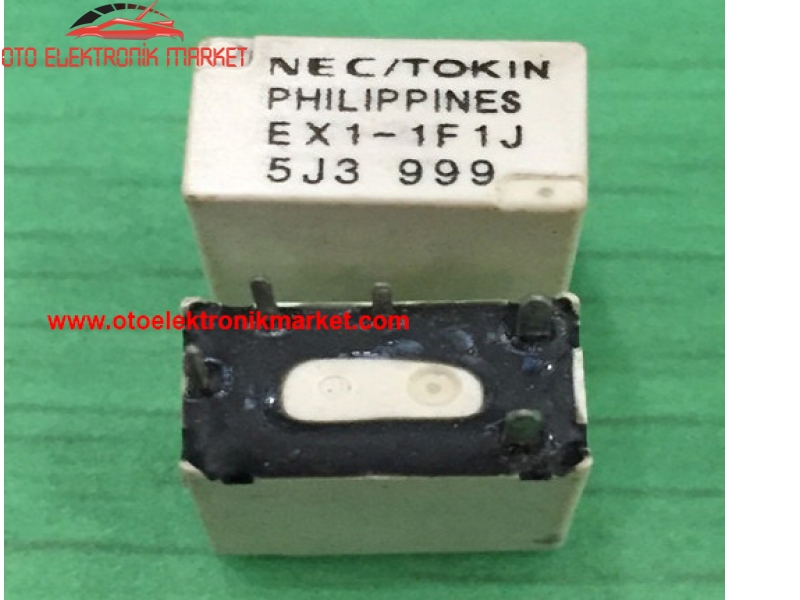 OTO ELEKTRONİK MARKET
NEC/TOKIN
PHILIPPINES
EX1-1F1J
5J3 999
www.otoelektronikmarket.com